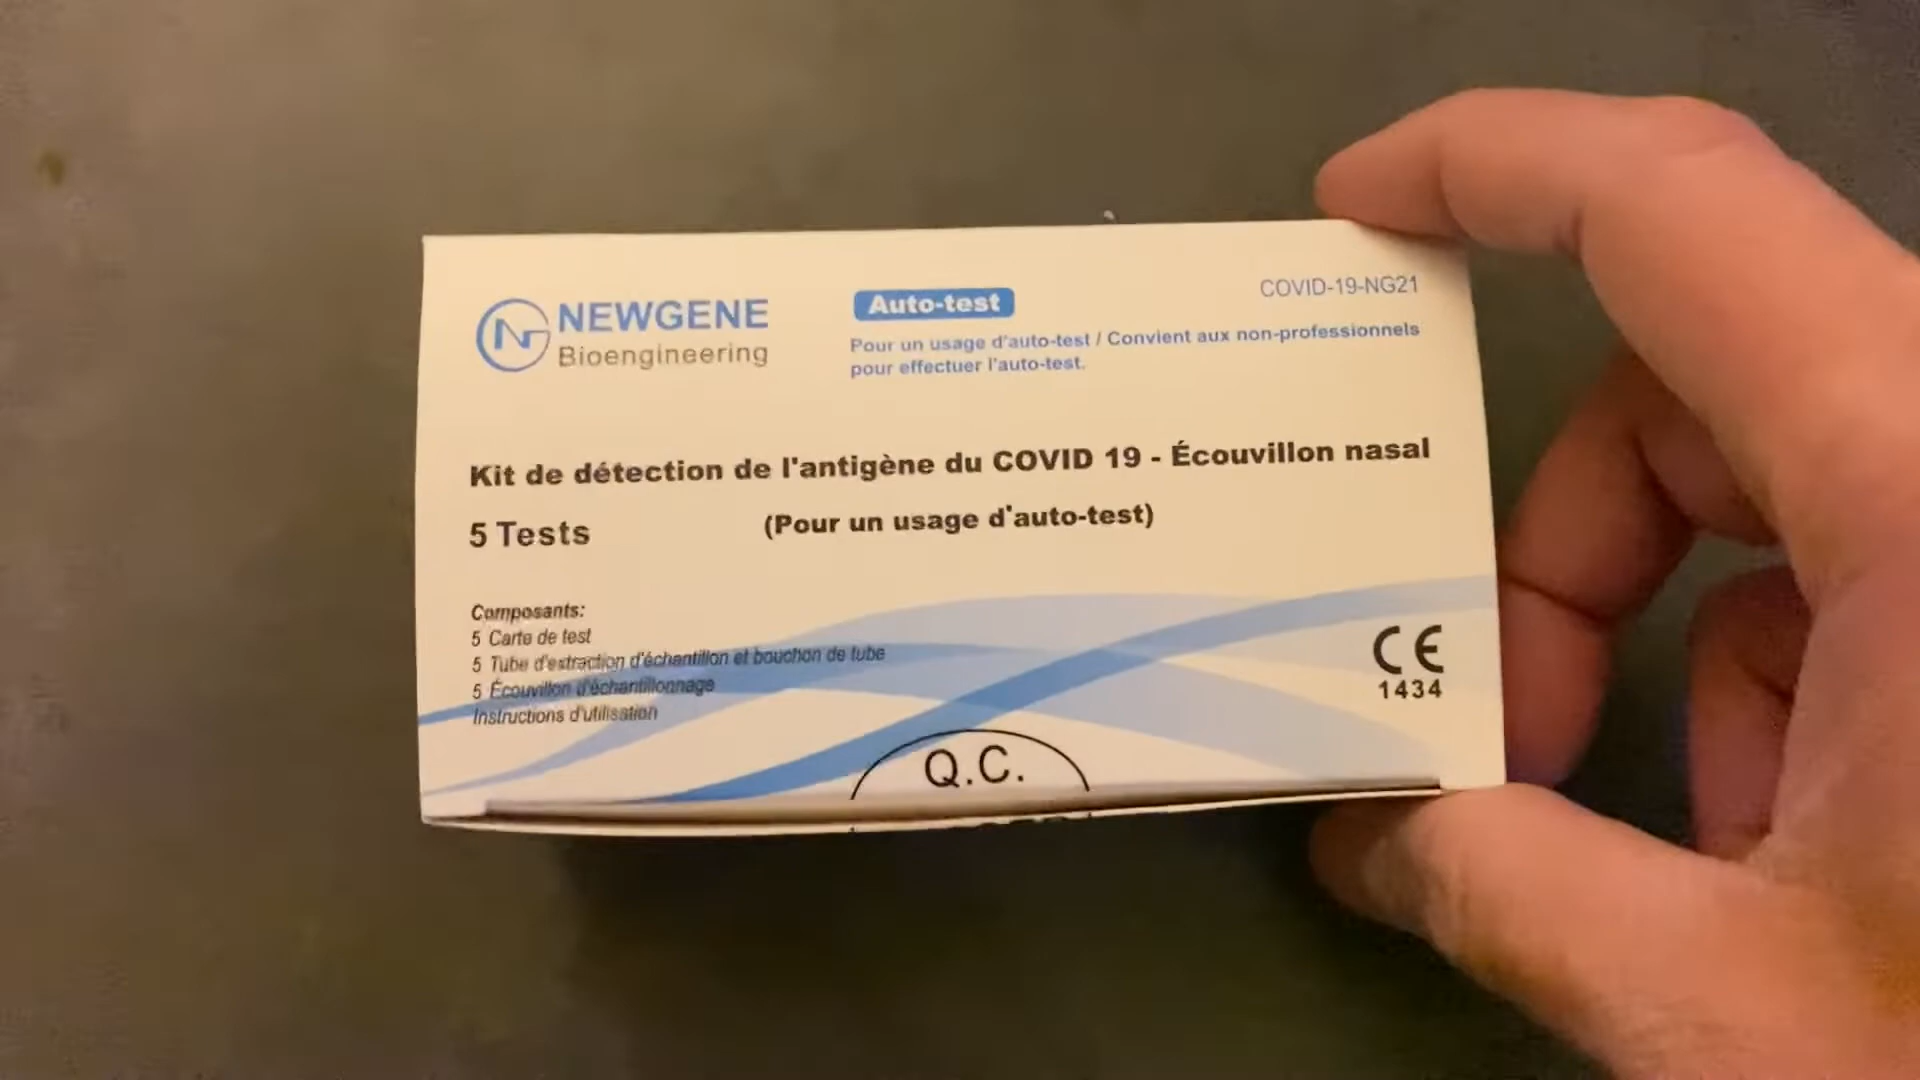 NEWGENE
Bioengineering
Auto-test
COVID-19-NG21
Pour un usage d'auto-test / Convient aux non-professionnels
pour effectuer l'auto-test.
Kit de détection de l'antigène du COVID 19 - Écouvillon nasal
5 Tests
(Pour un usage d'auto-test)
Composants:
5 Carte de test
5 Tube d'extraction d'échantillon et bouchon de tube
5 Écouvillon d'échantillonnage
Instructions d'utilisation
CE
1434
Q.C.